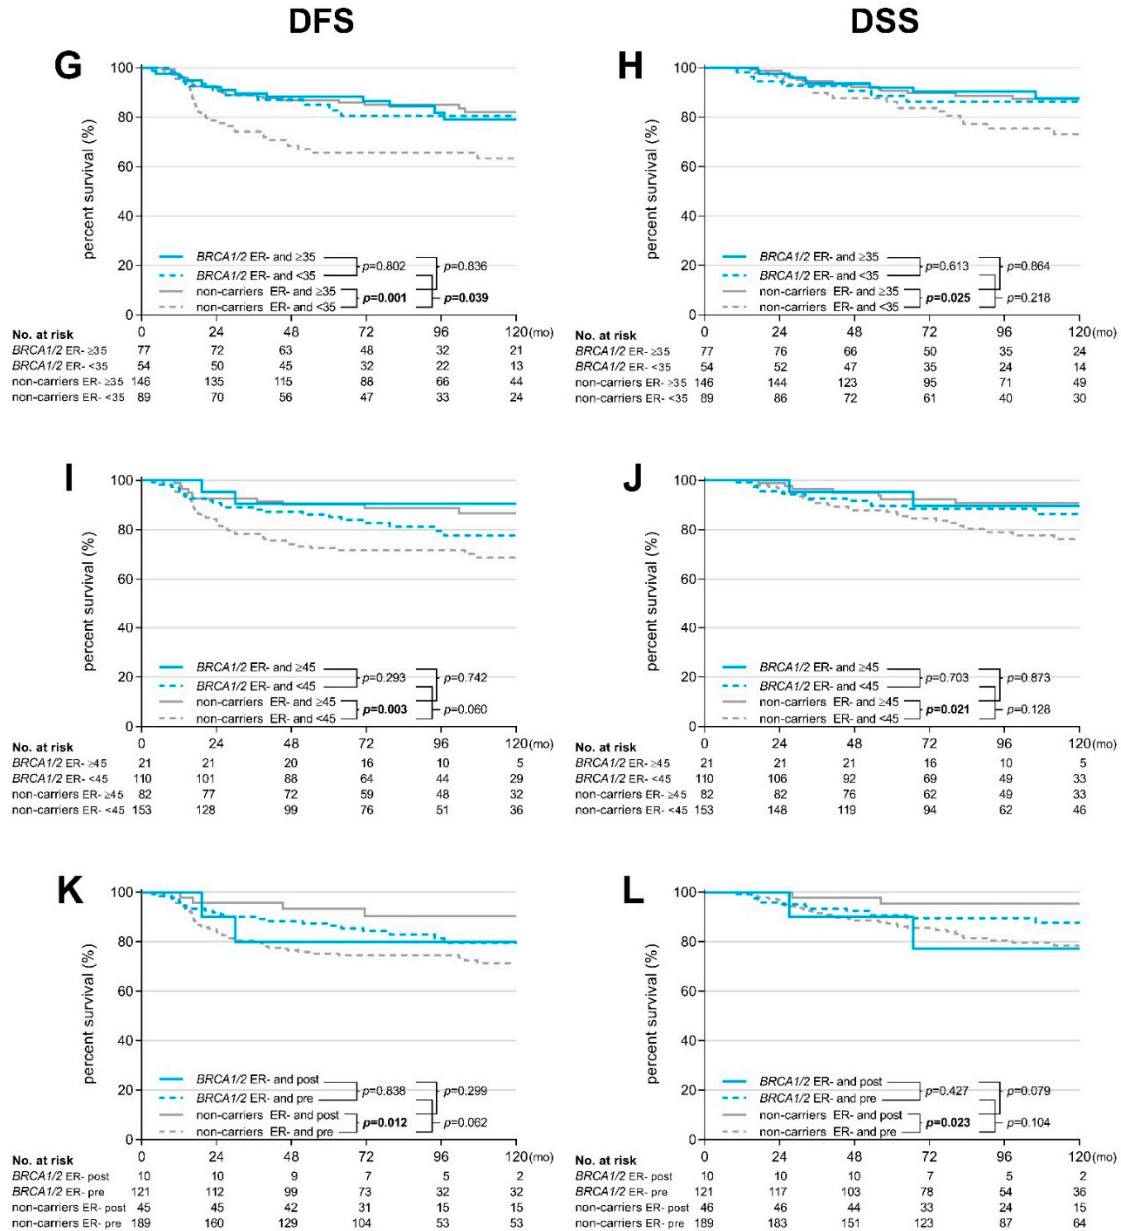 DFS
DSS
G
percent survival (%)
100
80
60
40
20
0
BRCA1/2 ER- and ≥35
BRCA1/2 ER- and <35
non-carriers ER- and ≥35
non-carriers ER- and <35
p=0.802
p=0.836
p=0.001
p=0.039
0 24 48 72 96 120(mo)
No. at risk
BRCA1/2 ER- ≥35 77 72 63 48 32 21
BRCA1/2 ER- <35 54 50 45 32 22 13
non-carriers ER- ≥35 146 135 115 88 66 44
non-carriers ER- <35 89 70 56 47 33 24
H
percent survival (%)
100
80
60
40
20
0
BRCA1/2 ER- and ≥35
BRCA1/2 ER- and <35
non-carriers ER- and ≥35
non-carriers ER- and <35
p=0.613
p=0.864
p=0.025
p=0.218
0 24 48 72 96 120(mo)
No. at risk
BRCA1/2 ER- ≥35 77 76 66 50 35 24
BRCA1/2 ER- <35 54 52 47 35 24 14
non-carriers ER- ≥35 146 144 123 95 71 49
non-carriers ER- <35 89 86 72 61 40 30
I
percent survival (%)
100
80
60
40
20
0
BRCA1/2 ER- and ≥45
BRCA1/2 ER- and <45
non-carriers ER- and ≥45
non-carriers ER- and <45
p=0.293
p=0.742
p=0.003
p=0.060
0 24 48 72 96 120(mo)
No. at risk
BRCA1/2 ER- ≥45 21 21 20 16 10 5
BRCA1/2 ER- <45 110 101 88 64 44 29
non-carriers ER- ≥45 82 77 72 59 48 32
non-carriers ER- <45 153 128 99 76 51 36
J
percent survival (%)
100
80
60
40
20
0
BRCA1/2 ER- and ≥45
BRCA1/2 ER- and <45
non-carriers ER- and ≥45
non-carriers ER- and <45
p=0.703
p=0.873
p=0.021
p=0.128
0 24 48 72 96 120(mo)
No. at risk
BRCA1/2 ER- ≥45 21 21 21 16 10 5
BRCA1/2 ER- <45 110 106 92 69 49 33
non-carriers ER- ≥45 82 82 76 62 49 33
non-carriers ER- <45 153 148 119 94 62 46
K
percent survival (%)
100
80
60
40
20
0
BRCA1/2 ER- and post
BRCA1/2 ER- and pre
non-carriers ER- and post
non-carriers ER- and pre
p=0.838
p=0.299
p=0.012
p=0.062
0 24 48 72 96 120(mo)
No. at risk
BRCA1/2 ER- post 10 10 9 7 5 2
BRCA1/2 ER- pre 121 112 99 73 32 32
non-carriers ER- post 45 45 42 31 15 15
non-carriers ER- pre 189 160 129 104 53 53
L
percent survival (%)
100
80
60
40
20
0
BRCA1/2 ER- and post
BRCA1/2 ER- and pre
non-carriers ER- and post
non-carriers ER- and pre
p=0.427
p=0.079
p=0.023
p=0.104
0 24 48 72 96 120(mo)
No. at risk
BRCA1/2 ER- post 10 10 10 7 5 2
BRCA1/2 ER- pre 121 117 103 78 54 36
non-carriers ER- post 46 46 44 33 24 15
non-carriers ER- pre 189 183 151 123 87 64